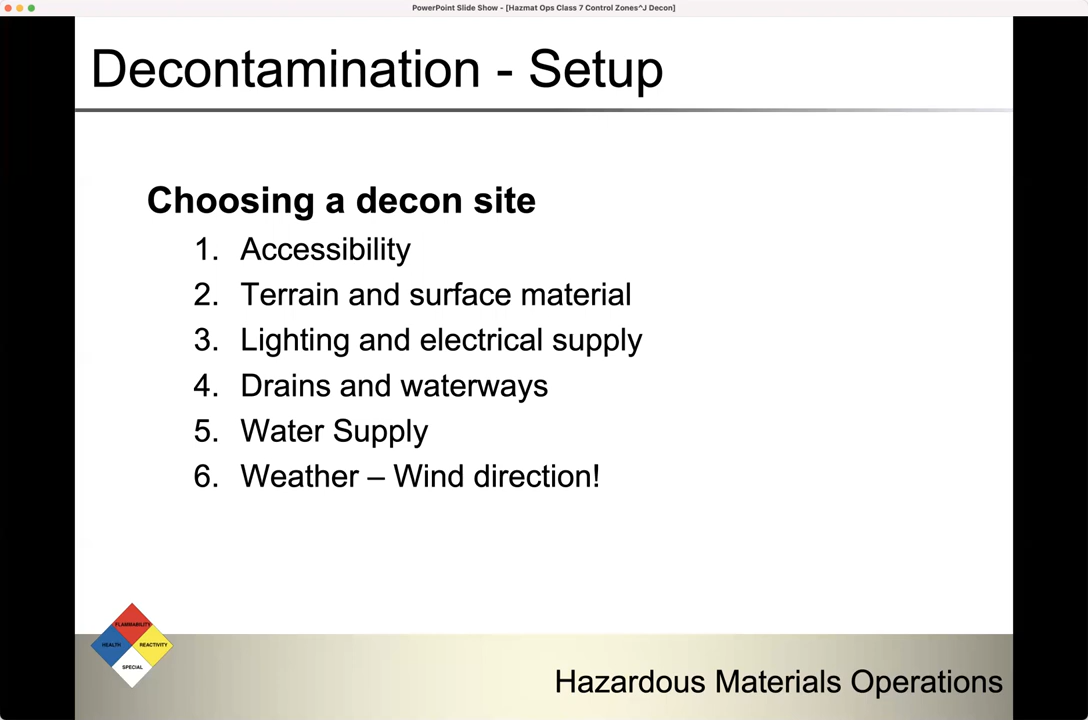 PowerPoint Slide Show - [Hazmat Ops Class 7 Control Zones^J Decon]
Decontamination - Setup
Choosing a decon site
1. Accessibility
2. Terrain and surface material
3. Lighting and electrical supply
4. Drains and waterways
5. Water Supply
6. Weather – Wind direction!
FLAMMABILITY
HEALTH
REACTIVITY
SPECIAL
Hazardous Materials Operations